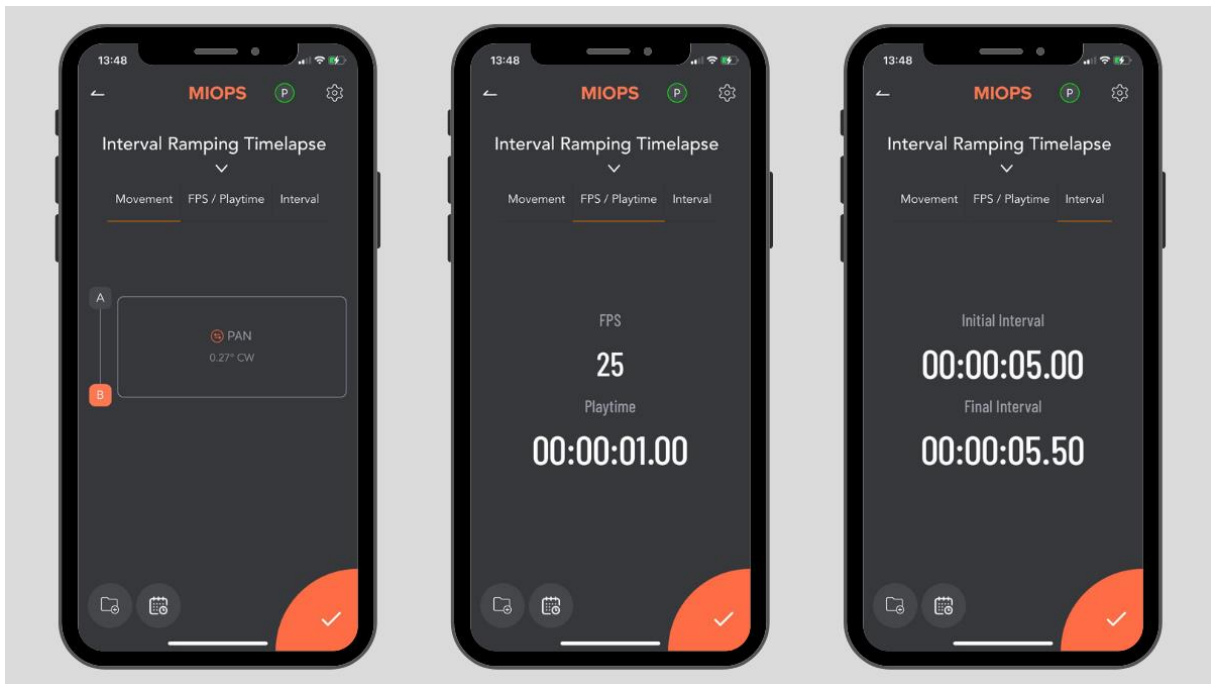 13:48
MIOPS P
Interval Ramping Timelapse
Movement FPS / Playtime Interval
A
PAN
0.27° CW
B
13:48
MIOPS P
Interval Ramping Timelapse
Movement FPS / Playtime Interval
FPS
25
Playtime
00:00:01.00
13:48
MIOPS P
Interval Ramping Timelapse
Movement FPS / Playtime Interval
Initial Interval
00:00:05.00
Final Interval
00:00:05.50